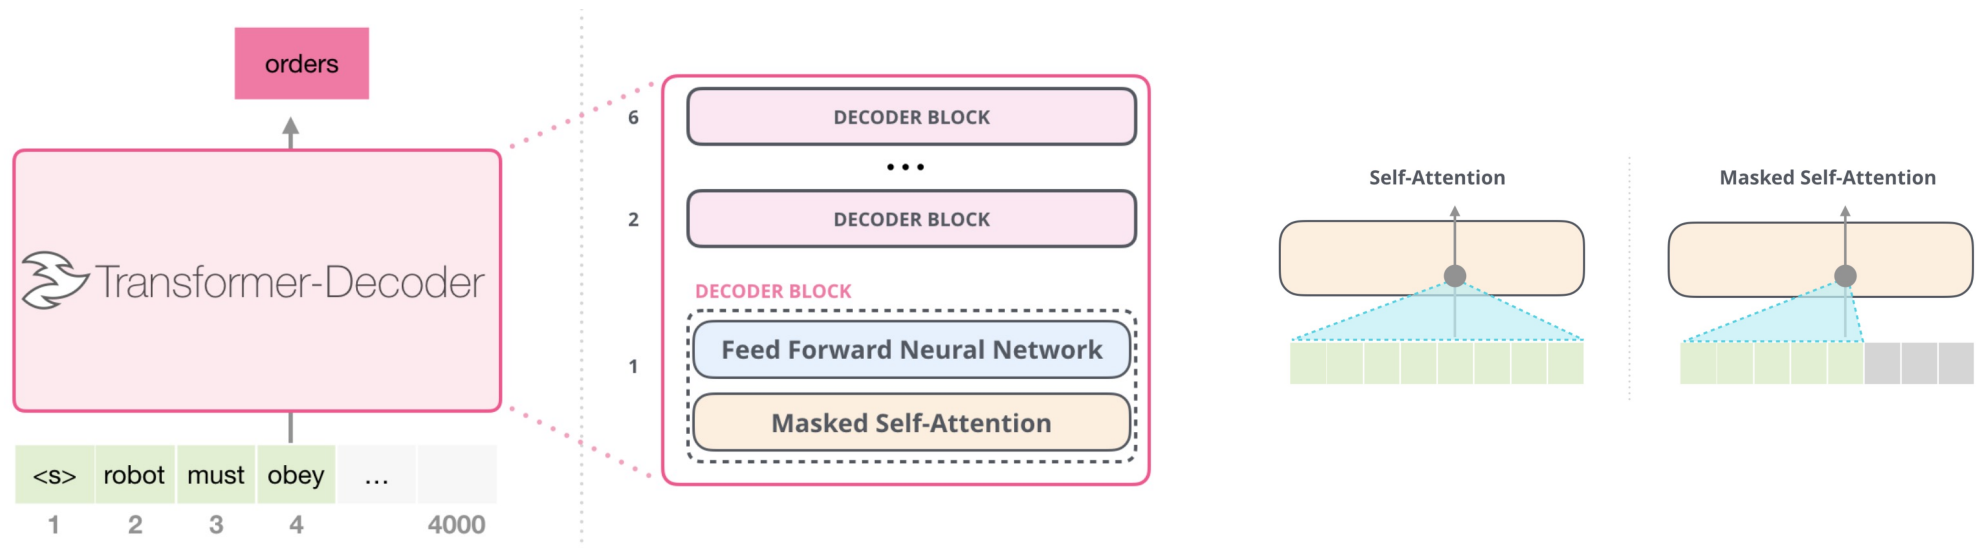 orders
Transformer-Decoder
<s> robot must obey ...
1 2 3 4 4000
6 DECODER BLOCK
...
2 DECODER BLOCK
DECODER BLOCK
1 Feed Forward Neural Network
Masked Self-Attention
Self-Attention
Masked Self-Attention